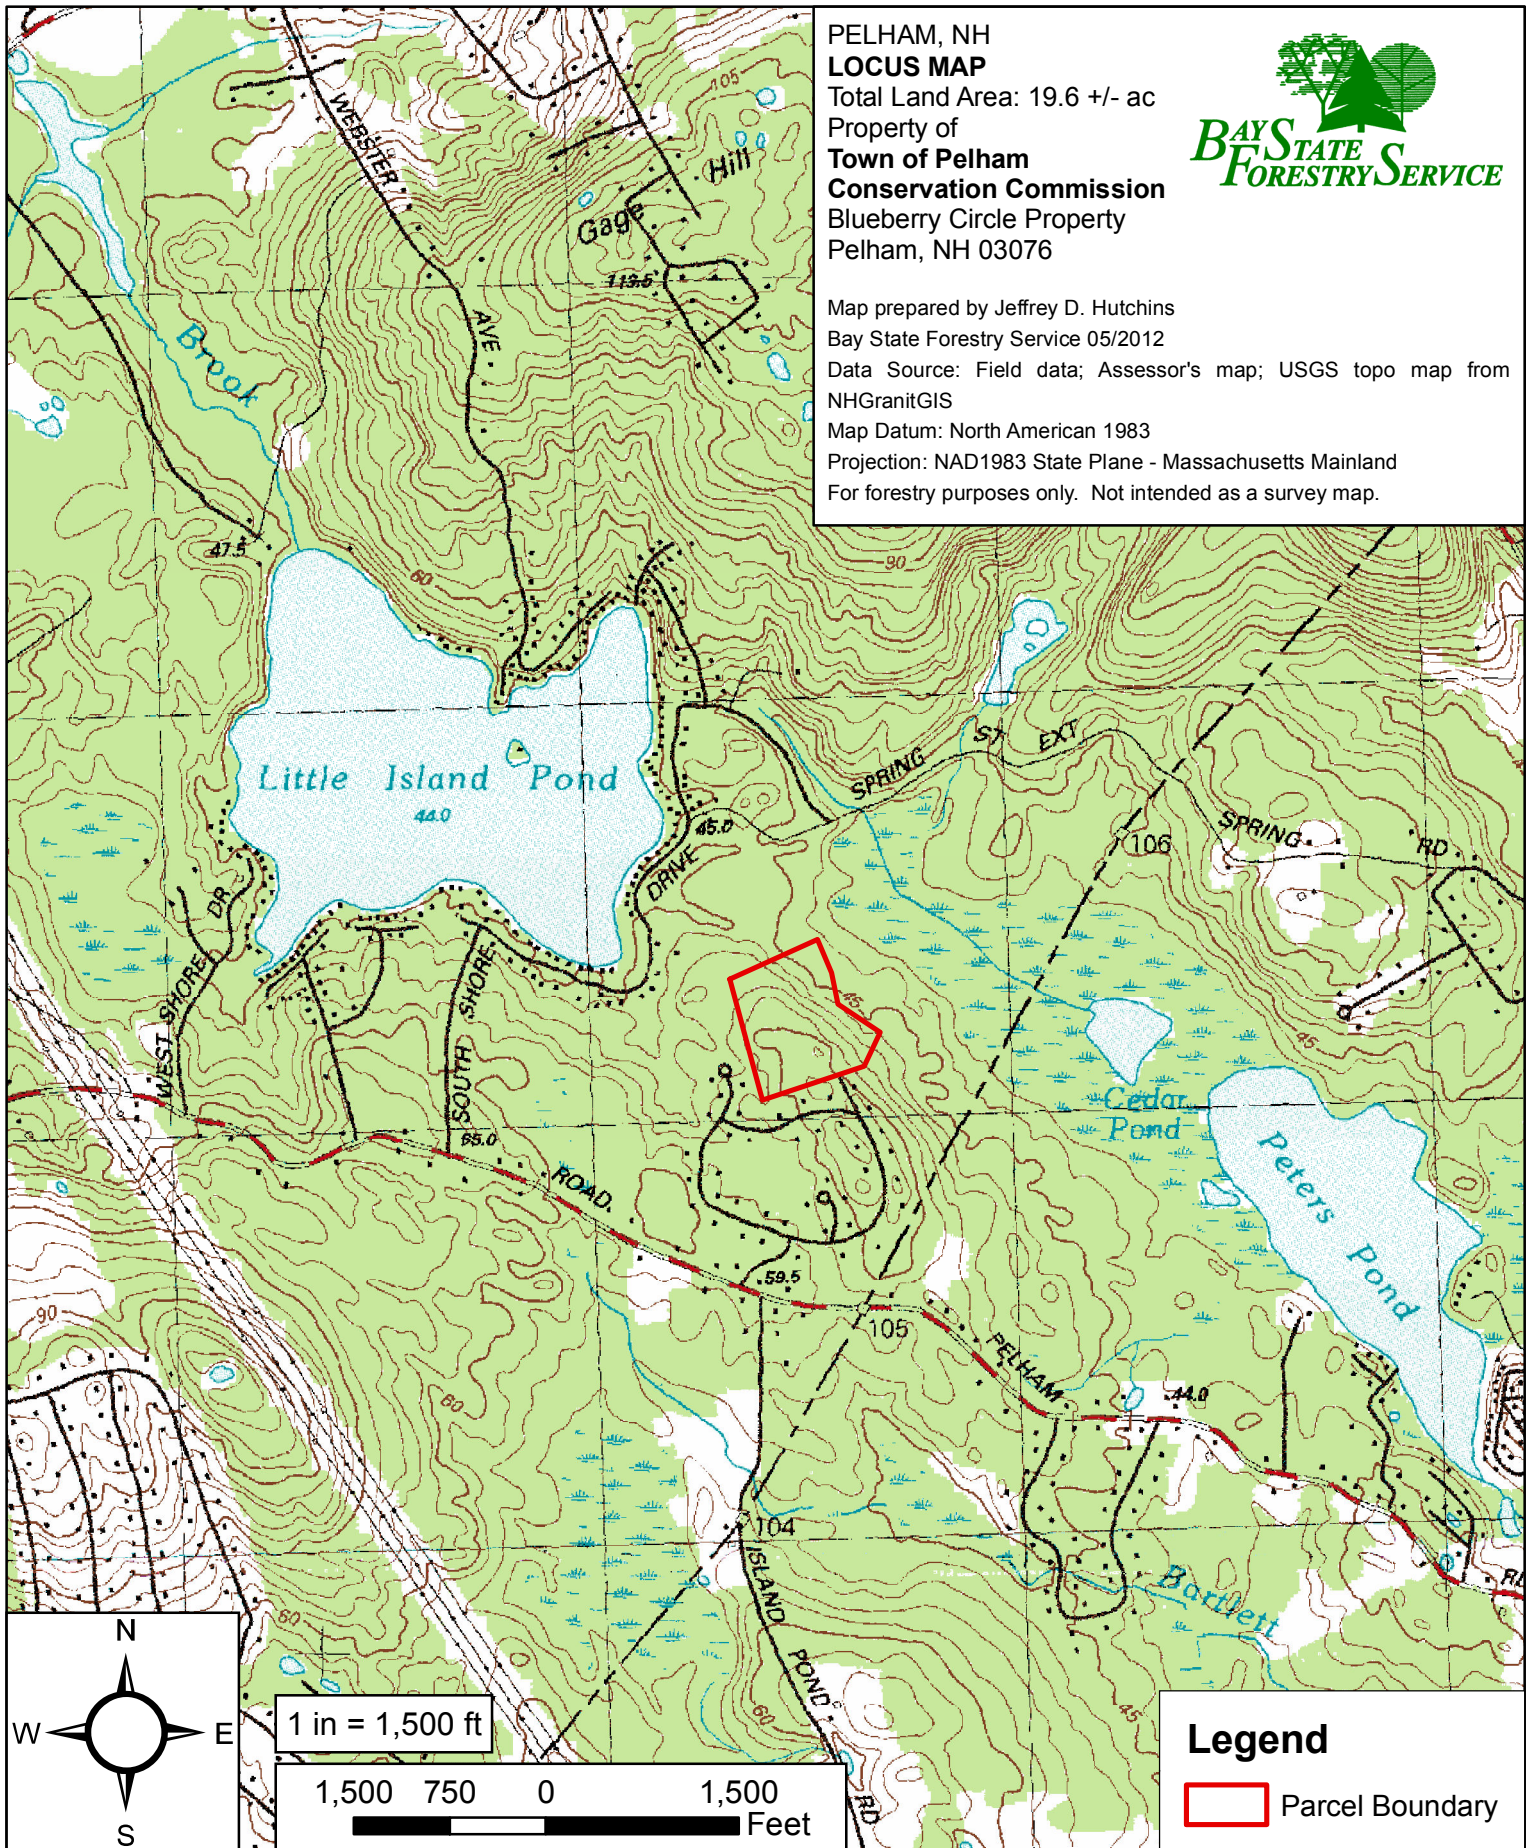 PELHAM, NH
LOCUS MAP
Total Land Area: 19.6 +/- ac
Property of
Town of Pelham
Conservation Commission
Blueberry Circle Property
Pelham, NH 03076
BAY STATE
FORESTRY SERVICE
Map prepared by Jeffrey D. Hutchins
Bay State Forestry Service 05/2012
Data Source: Field data; Assessor's map; USGS topo map from
NHGranitGIS
Map Datum: North American 1983
Projection: NAD1983 State Plane - Massachusetts Mainland
For forestry purposes only. Not intended as a survey map.
105
WEBSTER
AVE
Gage Hill
113.5
Brook
47.5
60
90
Little Island Pond
44.0
SPRING ST EXT
45.0
DRIVE
106
SPRING RD
WEST SHORE DR
SOUTH SHORE
45
45
Cedar
Pond
Peters Pond
65.0
ROAD
59.5
105
PELHAM
44.0
90
60
104
ISLAND POND RD
Bartlett
RD
60
60
45
N
W E
S
1 in = 1,500 ft
1,500 750 0 1,500
Feet
Legend
Parcel Boundary